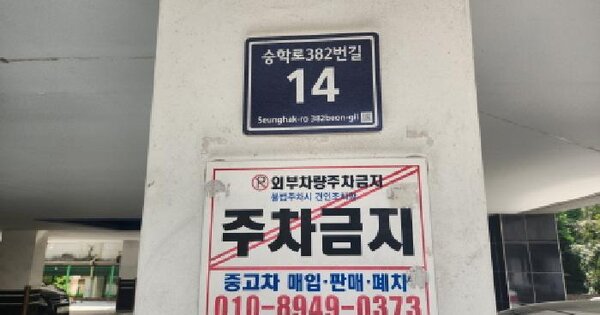 승학로382번길
14
Seunghak-ro 382beon-gil
외부차량주차금지
불법주차시 견인조치함
주차금지
중고차 매입·판매·폐차
010-8949-0373